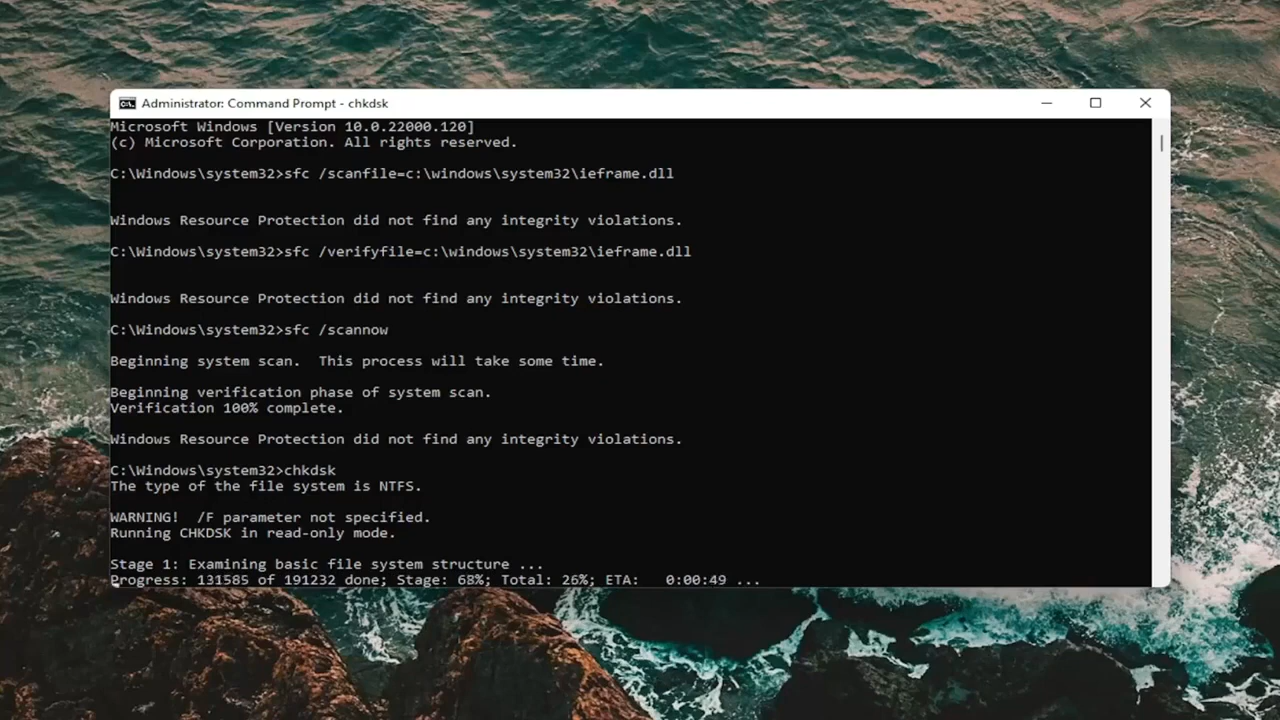 Administrator: Command Prompt - chkdsk
Microsoft Windows [Version 10.0.22000.120]
(c) Microsoft Corporation. All rights reserved.
C:\Windows\system32>sfc /scanfile=c:\windows\system32\ieframe.dll
Windows Resource Protection did not find any integrity violations.
C:\Windows\system32>sfc /verifyfile=c:\windows\system32\ieframe.dll
Windows Resource Protection did not find any integrity violations.
C:\Windows\system32>sfc /scannow
Beginning system scan.  This process will take some time.
Beginning verification phase of system scan.
Verification 100% complete.
Windows Resource Protection did not find any integrity violations.
C:\Windows\system32>chkdsk
The type of the file system is NTFS.
WARNING!  /F parameter not specified.
Running CHKDSK in read-only mode.
Stage 1: Examining basic file system structure ...
Progress: 131585 of 191232 done; Stage: 68%; Total: 26%; ETA:   0:00:49 ...